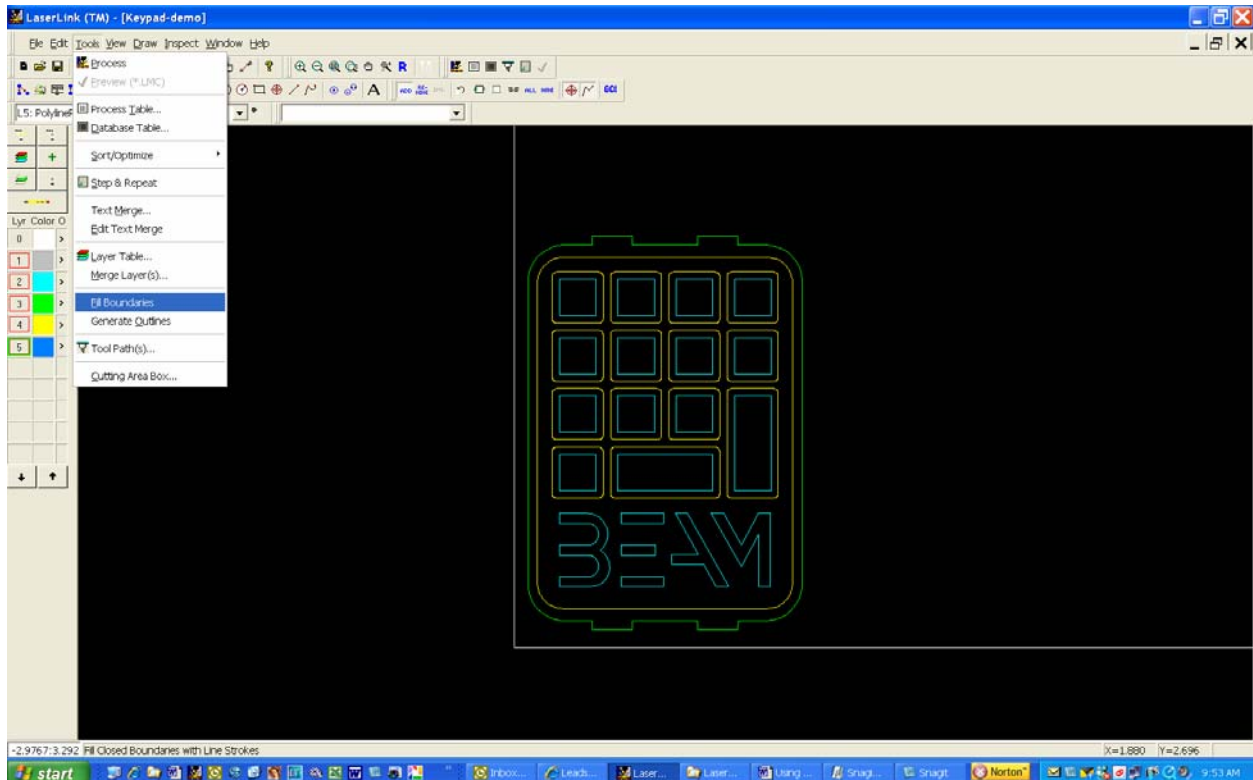 LaserLink (TM) - [Keypad-demo]
File Edit Tools View Draw Inspect Window Help
Process
R
Preview (*.LMC)
A
ALL
GCI
L5:
Process Table...
Database Table...
Sort/Optimize
Step & Repeat
Text Merge...
Lyr Color O
Edit Text Merge
0
1
Layer Table...
2
Merge Layer(s)...
3
Fill Boundaries
4
Generate Outlines
5
Tool Path(s)...
Cutting Area Box...
BEAM
-2.9767:3.292 Fill Closed Boundaries with Line Strokes
X=1.880 Y=2.696
start
Inbox...
Leads...
Laser...
Laser...
Using ...
Snagi...
Snagit
Norton
9:53 AM